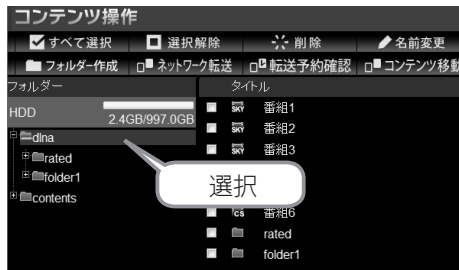 コンテンツ操作
すべて選択 選択解除 削除 名前変更
フォルダー作成 ネットワーク転送 転送予約確認 コンテンツ移動
フォルダー タイトル
HDD 2.4GB/997.0GB
dlna
rated
folder1
contents
SKY 番組1
SKY 番組2
SKY 番組3
選択
CS 番組6
rated
folder1